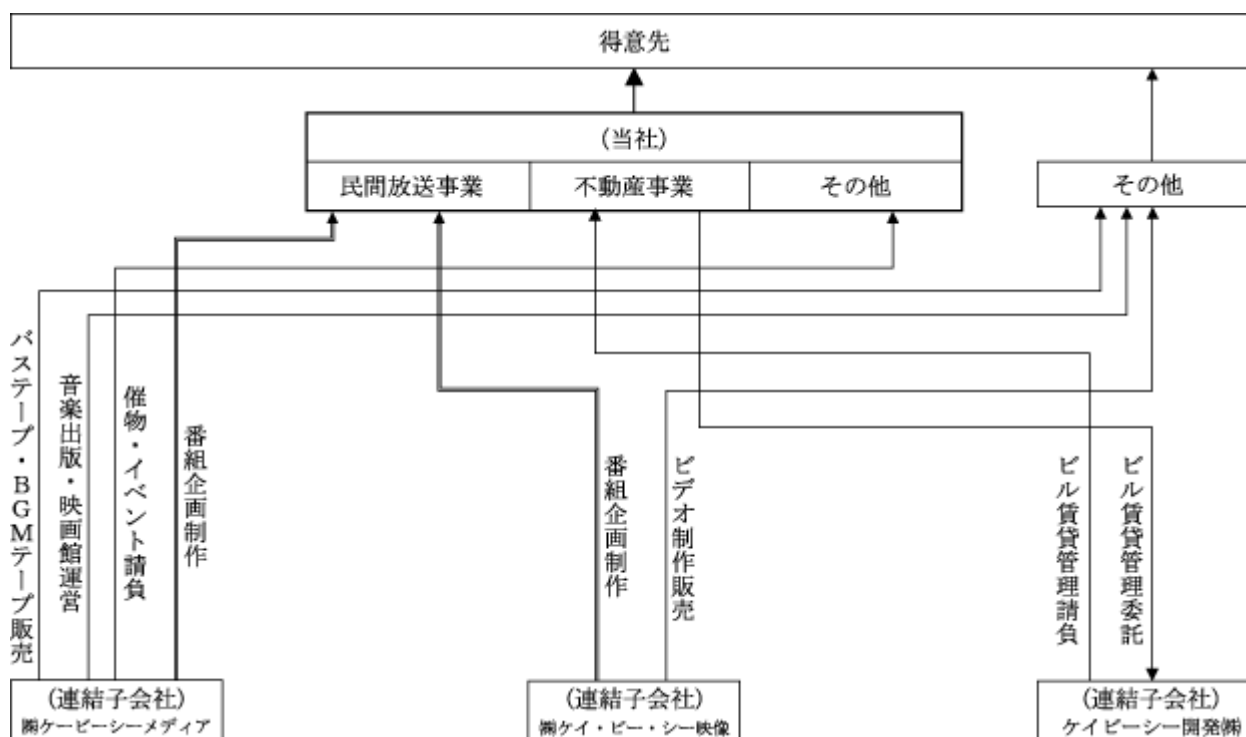 得意先
(当社)
民間放送事業
不動産事業
その他
その他
バステープ・BGMテープ販売
音楽出版・映画館運営
催物・イベント請負
番組企画制作
番組企画制作
ビデオ制作販売
ビル賃貸管理請負
ビル賃貸管理委託
(連結子会社)
㈱ケービーシーメディア
(連結子会社)
㈱ケイ・ビー・シー映像
(連結子会社)
ケイビーシー開発㈱